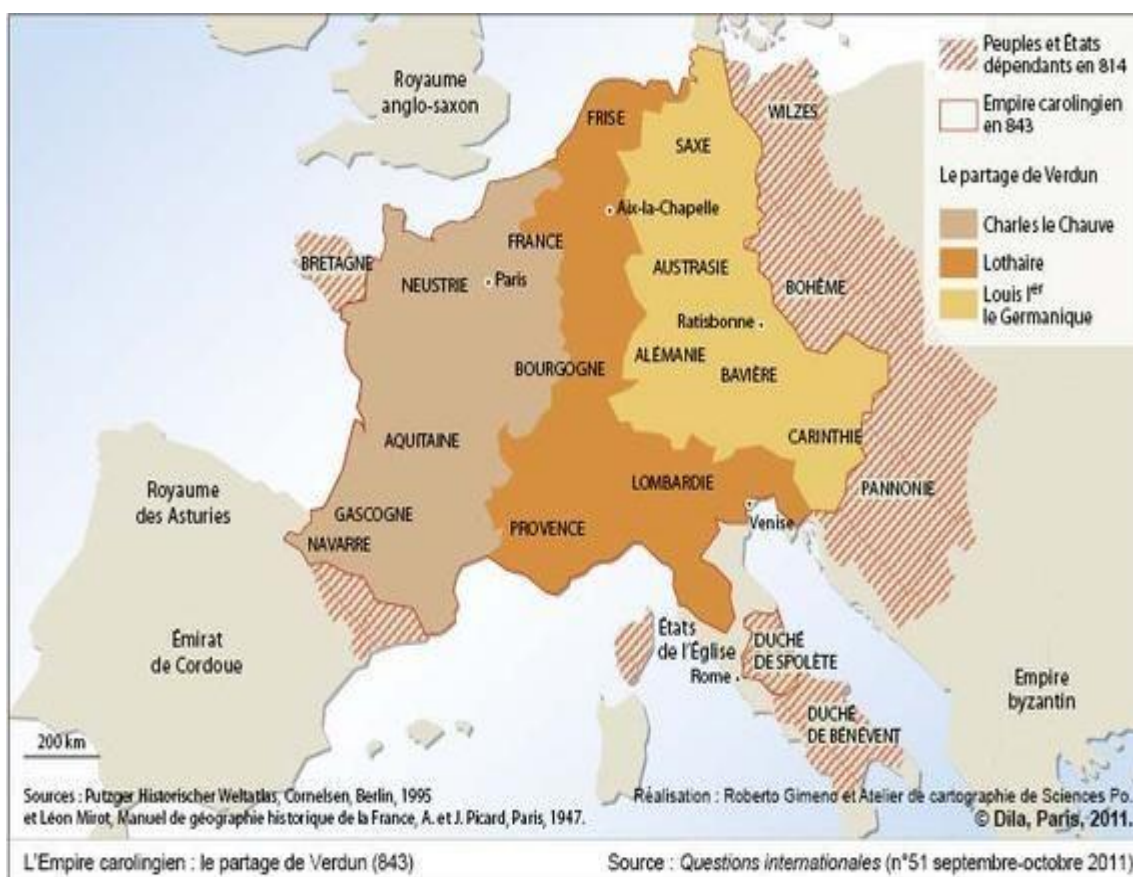 Peuples et États
dépendants en 814
Empire carolingien
en 843
Le partage de Verdun
Charles le Chauve
Lothaire
Louis Ier
le Germanique
Royaume
anglo-saxon
FRISE
WILZES
SAXE
Aix-la-Chapelle
FRANCE
BRETAGNE
NEUSTRIE
Paris
AUSTRASIE
BOHÊME
Ratisbonne
ALÉMANIE
BOURGOGNE
BAVIÈRE
AQUITAINE
CARINTHIE
LOMBARDIE
PANNONIE
Royaume
des Asturies
Venise
GASCOGNE
PROVENCE
NAVARRE
Émirat
de Cordoue
États
de l'Église
Rome
DUCHÉ
DE SPOLÈTE
Empire
byzantin
DUCHÉ
DE BÉNÉVENT
200 km
Sources : Putzger Historischer Weltatlas, Cornelsen, Berlin, 1995
et Léon Mirot, Manuel de géographie historique de la France, A. et J. Picard, Paris, 1947.
Réalisation : Roberto Gimeno et Atelier de cartographie de Sciences Po.
© Dila, Paris, 2011.
L'Empire carolingien : le partage de Verdun (843)
Source : Questions internationales (n°51 septembre-octobre 2011)